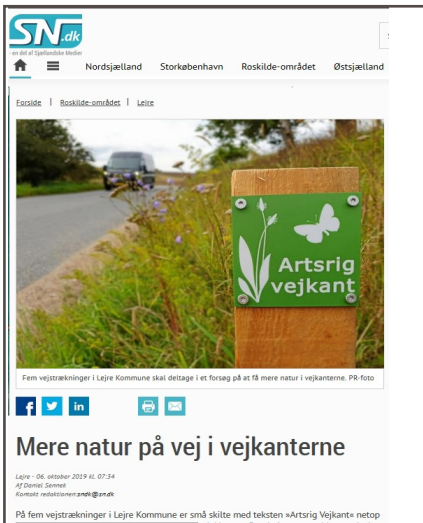 SN.dk
en del af Sjællandske Medier
Nordsjælland Storkøbenhavn Roskilde-området Østsjælland
Forside | Roskilde-området | Lejre
Artsrig
vejkant
Fem vejstrækninger i Lejre Kommune skal deltage i et forsøg på at få mere natur i vejkanterne. PR-foto
f in
Mere natur på vej i vejkanterne
Lejre - 06. oktober 2019 kl. 07:34
Af Daniel Sennek
Kontakt redaktionen:sndk@sn.dk
På fem vejstrækninger i Lejre Kommune er små skilte med teksten »Artsrig Vejkant« netop